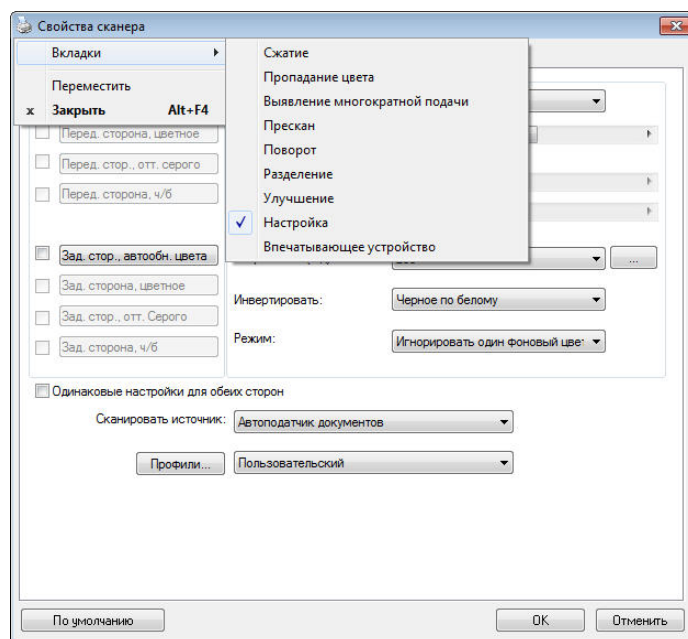 Свойства сканера
Вкладки
Переместить
x Закрыть Alt+F4
Сжатие
Пропадание цвета
Выявление многократной подачи
Прескан
Поворот
Разделение
Улучшение
Настройка
Впечатывающее устройство
Перед. сторона, цветное
Перед. стор., отт. серого
Перед. сторона, ч/б
Зад. стор., автообн. цвета
...
Зад. сторона, цветное
Инвертировать: Черное по белому
Зад. стор., отт. Серого
Режим: Игнорировать один фоновый цве
Зад. сторона, ч/б
Одинаковые настройки для обеих сторон
Сканировать источник: Автоподатчик документов
Профили... Пользовательский
По умолчанию OK Отменить